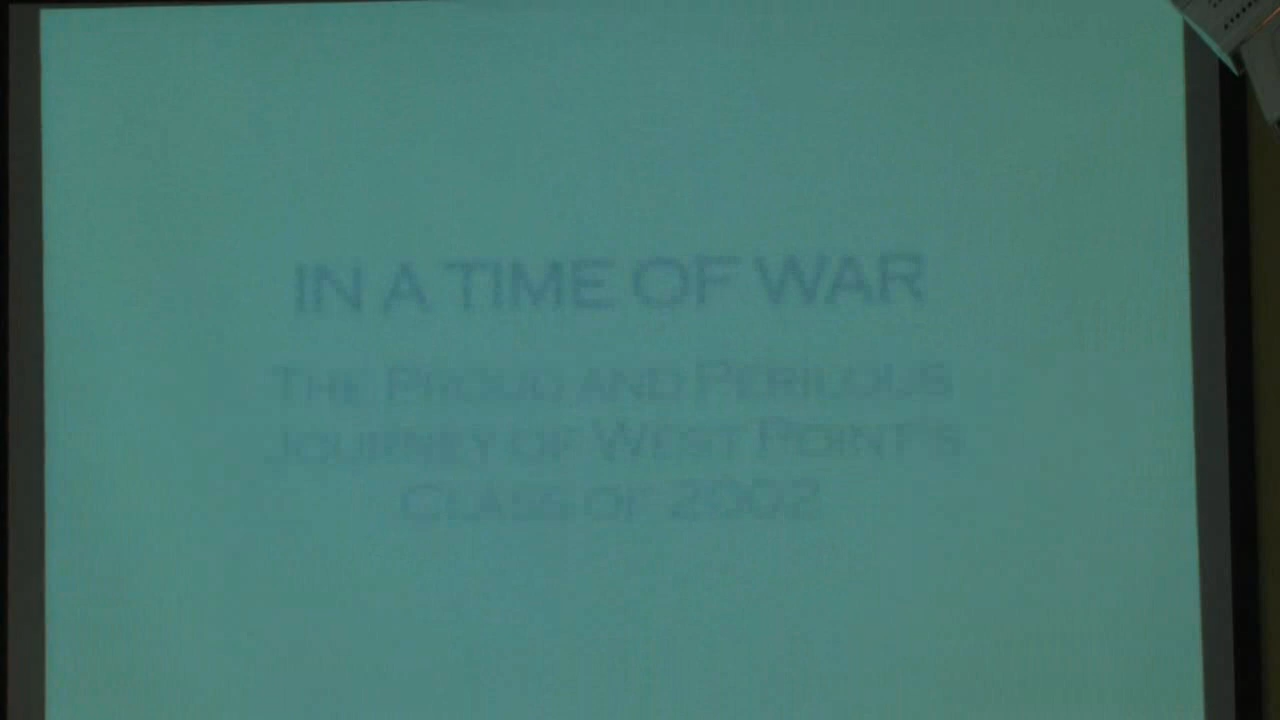 IN A TIME OF WAR
THE PROUD AND PERILOUS
JOURNEY OF WEST POINT'S
CLASS OF 2002